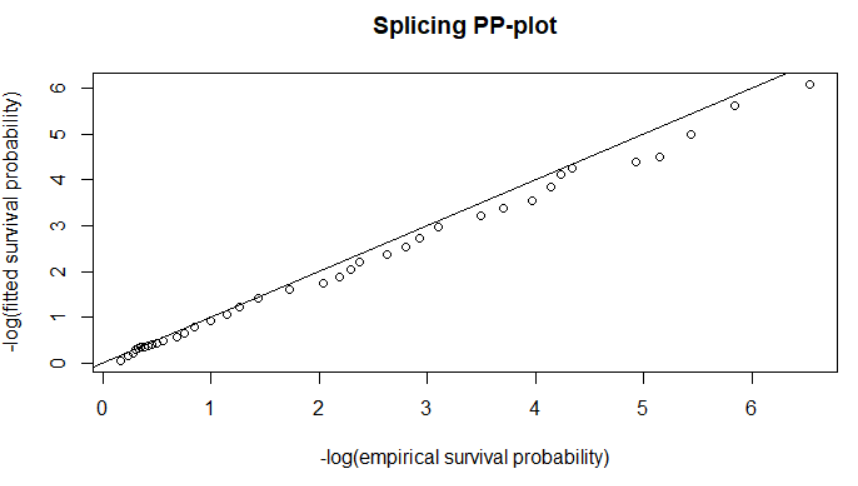 Splicing PP-plot
-log(fitted survival probability)
6
5
4
3
2
1
0
0 1 2 3 4 5 6
-log(empirical survival probability)